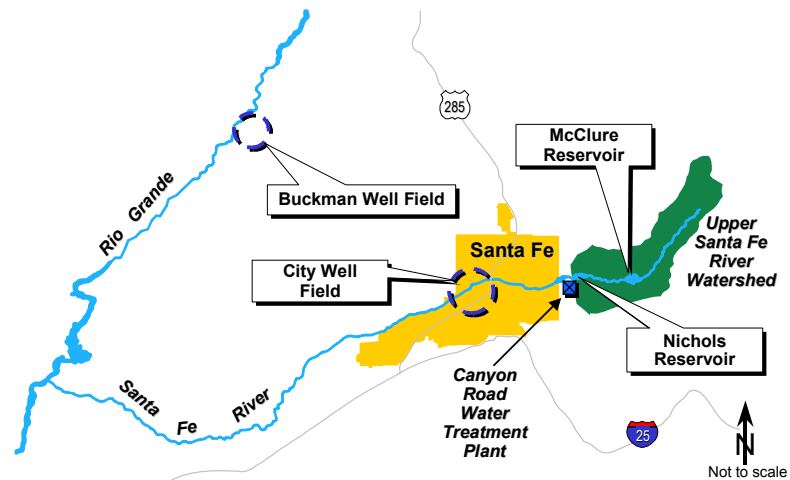 285
McClure
Reservoir
Buckman Well Field
Rio Grande
Upper
Santa Fe
River
Watershed
Santa Fe
City Well
Field
Nichols
Reservoir
Canyon
Road
Water
Treatment
Plant
Santa Fe River
25
N
Not to scale